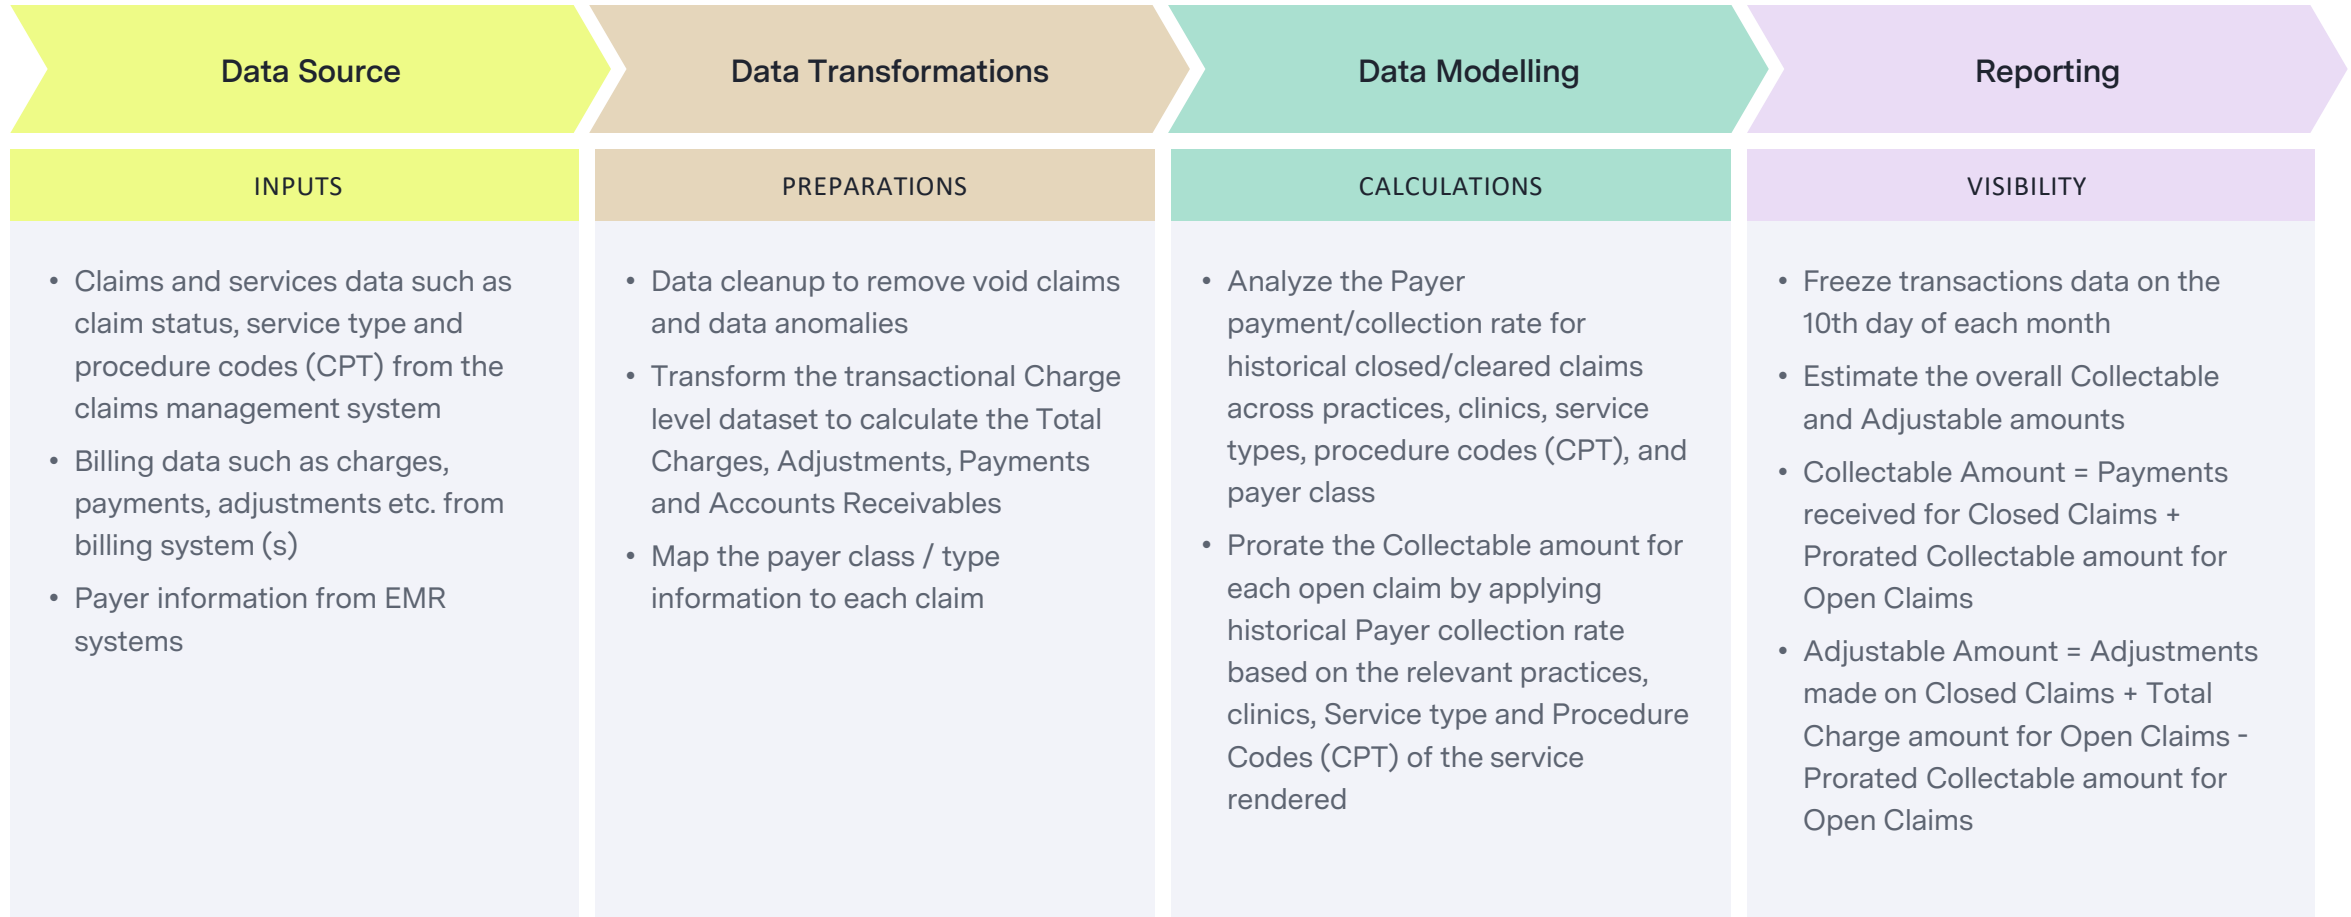 Data Source
Data Transformations
Data Modelling
Reporting
INPUTS
PREPARATIONS
CALCULATIONS
VISIBILITY
• Claims and services data such as
claim status, service type and
procedure codes (CPT) from the
claims management system
• Billing data such as charges,
payments, adjustments etc. from
billing system (s)
• Payer information from EMR
systems
• Data cleanup to remove void claims
and data anomalies
• Transform the transactional Charge
level dataset to calculate the Total
Charges, Adjustments, Payments
and Accounts Receivables
• Map the payer class / type
information to each claim
• Analyze the Payer
payment/collection rate for
historical closed/cleared claims
across practices, clinics, service
types, procedure codes (CPT), and
payer class
• Prorate the Collectable amount for
each open claim by applying
historical Payer collection rate
based on the relevant practices,
clinics, Service type and Procedure
Codes (CPT) of the service
rendered
• Freeze transactions data on the
10th day of each month
• Estimate the overall Collectable
and Adjustable amounts
• Collectable Amount = Payments
received for Closed Claims +
Prorated Collectable amount for
Open Claims
• Adjustable Amount = Adjustments
made on Closed Claims + Total
Charge amount for Open Claims -
Prorated Collectable amount for
Open Claims